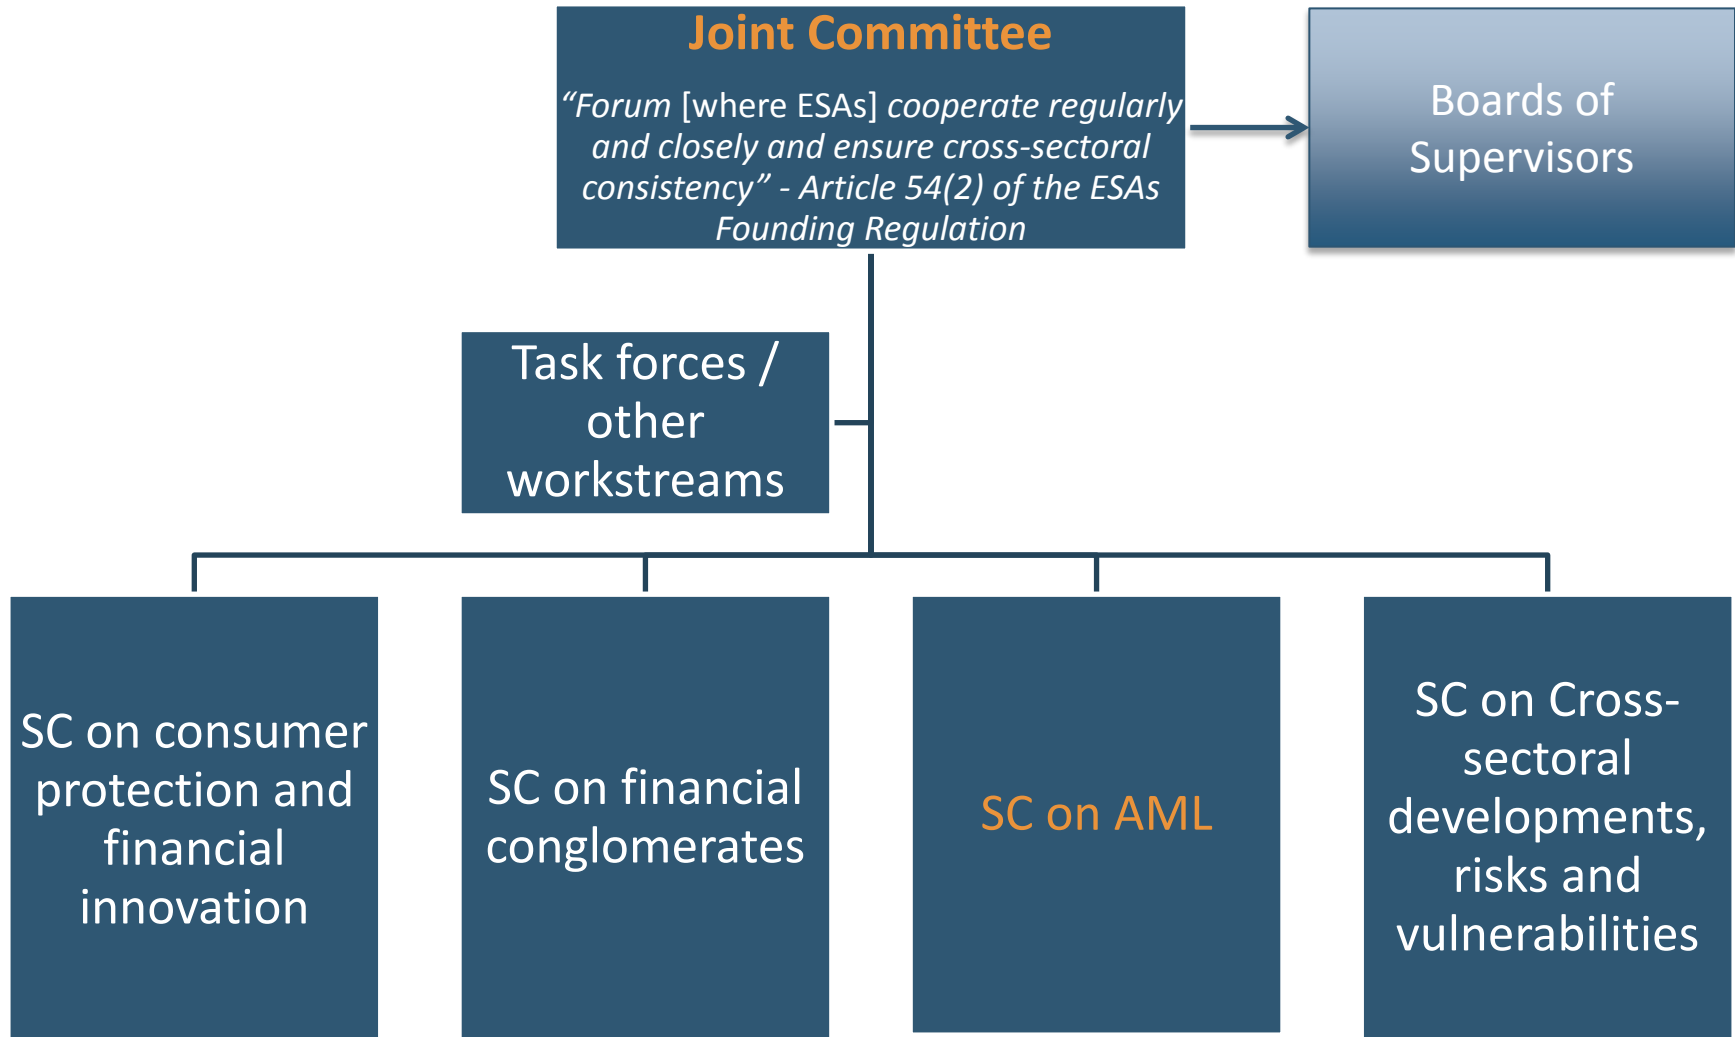 Joint Committee
“Forum [where ESAs] cooperate regularly
and closely and ensure cross-sectoral
consistency” - Article 54(2) of the ESAs
Founding Regulation
Boards of
Supervisors
Task forces /
other
workstreams
SC on consumer
protection and
financial
innovation
SC on financial
conglomerates
SC on AML
SC on Cross-
sectoral
developments,
risks and
vulnerabilities